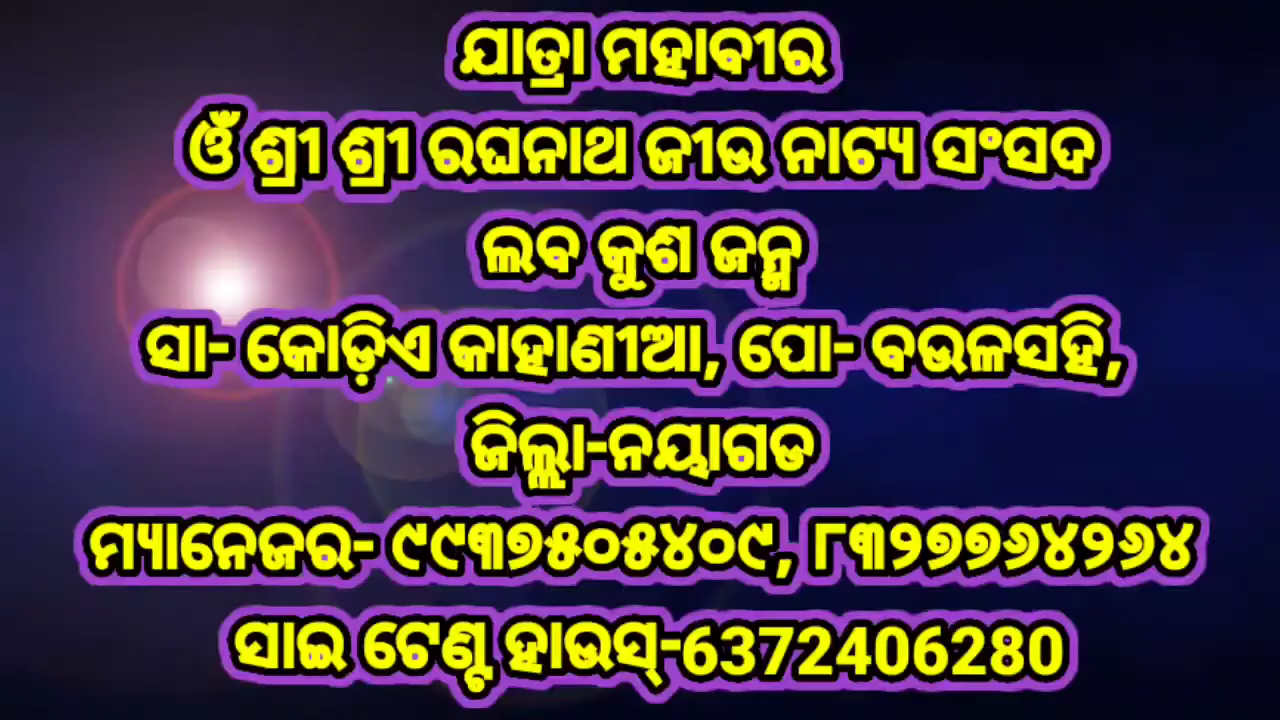 ଯାତ୍ରା ମହାବୀର
ଓଁ ଶ୍ରୀ ଶ୍ରୀ ରଘନାଥ ଜୀଉ ନାଟ୍ୟ ସଂସଦ
ଲବ କୁଶ ଜନ୍ମ
ସା- କୋଡ଼ିଏ କାହାଣୀଆ, ପୋ- ବଉଳସହି,
ଜିଲ୍ଲା-ନୟାଗଡ
ମ୍ୟାନେଜର- ୯୯୩୭୫୦୫୪୦୯, ୮୩୨୭୭୬୪୨୬୪
ସାଇ ଟେଣ୍ଟ ହାଉସ୍-6372406280